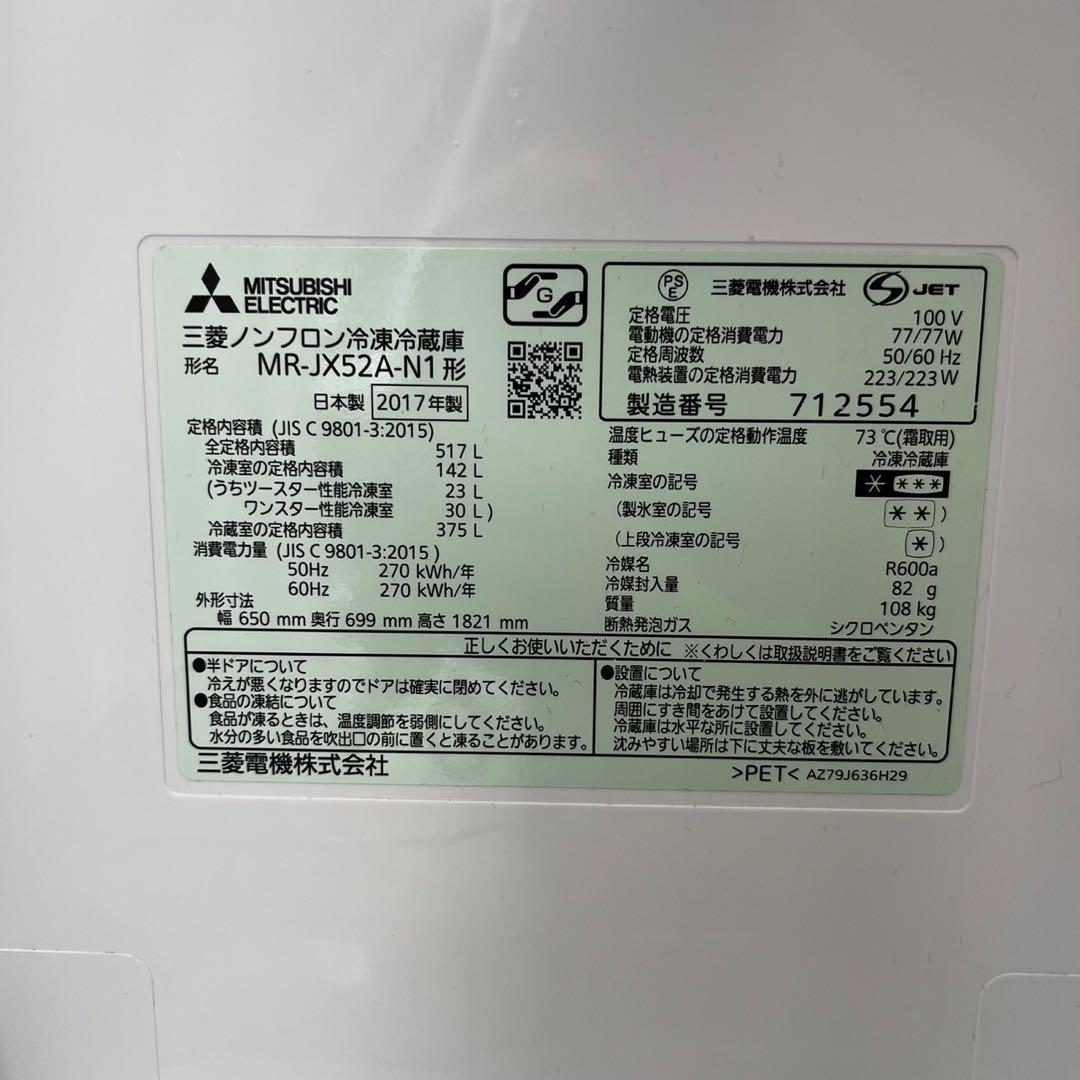 MITSUBISHI
ELECTRIC
三菱ノンフロン冷凍冷蔵庫
形名 MR-JX52A-N1形
日本製 2017年製
定格内容積 (JIS C 9801-3:2015)
全定格内容積 517 L
冷凍室の定格内容積 142 L
(うちツースター性能冷凍室 23 L
ワンスター性能冷凍室 30 L)
冷蔵室の定格内容積 375 L
消費電力量 (JIS C 9801-3:2015)
50Hz 270 kWh/年
60Hz 270 kWh/年
外形寸法
幅 650 mm 奥行 699 mm 高さ 1821 mm
G
PS
E
三菱電機株式会社 S JET
定格電圧 100 V
電動機の定格消費電力 77/77W
定格周波数 50/60 Hz
電熱装置の定格消費電力 223/223W
製造番号 712554
温度ヒューズの定格動作温度 73℃(霜取用)
種類 冷凍冷蔵庫
冷凍室の記号 * ***
(製氷室の記号 ** )
(上段冷凍室の記号 * )
冷媒名 R600a
冷媒封入量 82 g
質量 108 kg
断熱発泡ガス シクロペンタン
正しくお使いいただくために ※くわしくは取扱説明書をご覧ください
●半ドアについて
冷えが悪くなりますのでドアは確実に閉めてください。
●食品の凍結について
食品が凍るときは、温度調節を弱側にしてください。
水分の多い食品を吹出口の前に置くと凍ることがあります。
●設置について
冷蔵庫は冷却で発生する熱を外に逃がしています。
周囲にすき間をあけて設置してください。
冷蔵庫は水平な所に設置してください。
沈みやすい場所は下に丈夫な板を敷いてください。
三菱電機株式会社
>PET< AZ79J636H29